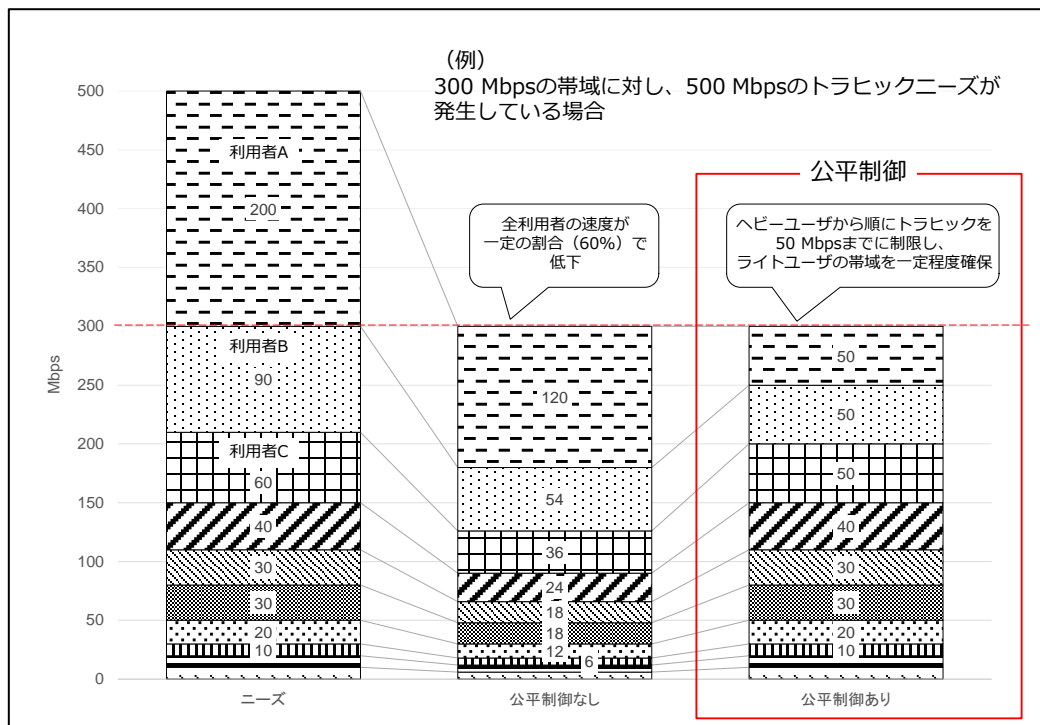 （例）
300 Mbpsの帯域に対し、500 Mbpsのトラヒックニーズが
発生している場合
公平制御
全利用者の速度が
一定の割合（60%）で
低下
ヘビーユーザから順にトラヒックを
50 Mbpsまでに制限し、
ライトユーザの帯域を一定程度確保
Mbps
500
450
400
350
300
250
200
150
100
50
0
利用者A
200
利用者B
90
利用者C
60
40
30
30
20
10
120
54
36
24
18
18
12
6
50
50
50
40
30
30
20
10
ニーズ
公平制御なし
公平制御あり